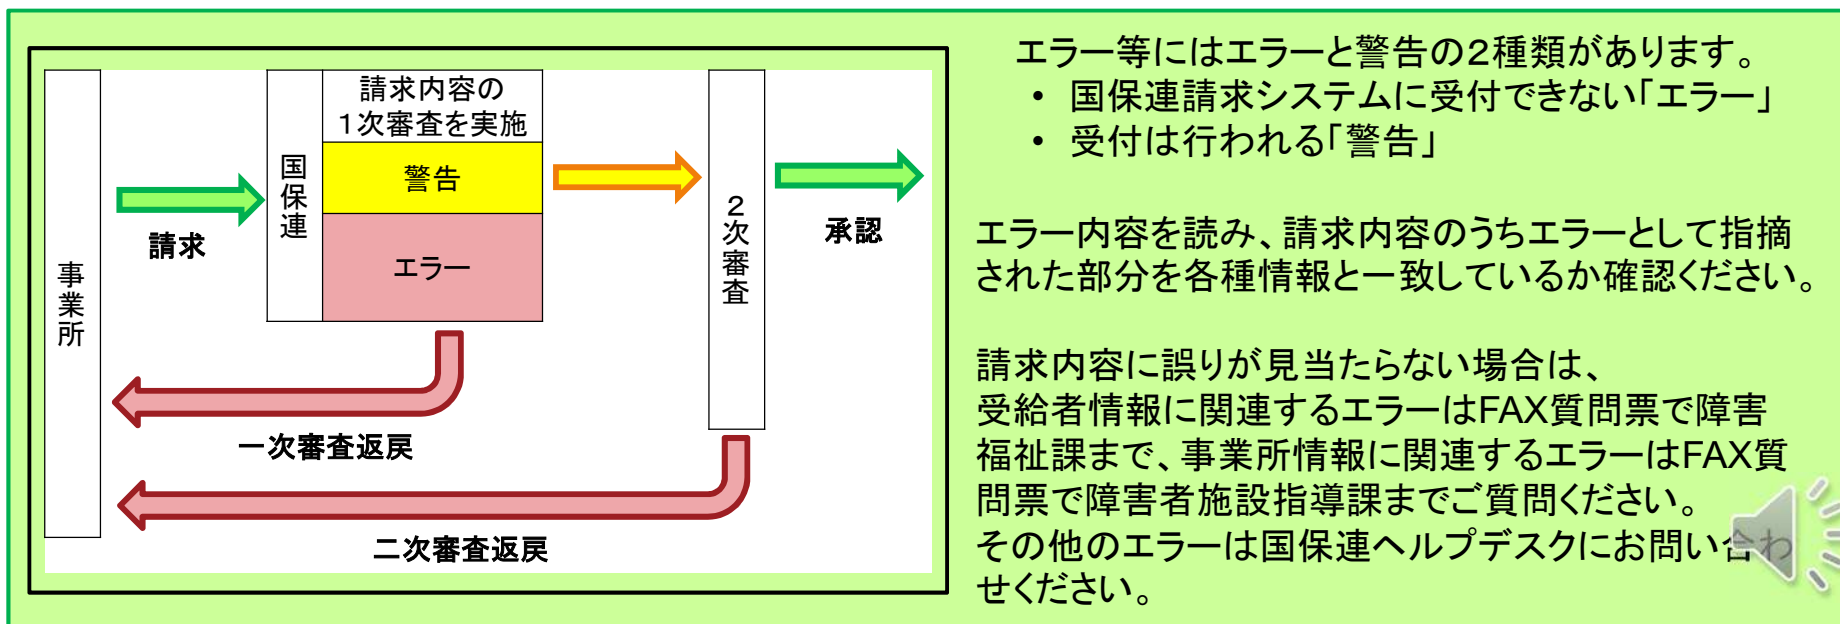 請求内容の
1次審査を実施
警告
エラー
国保連
請求
事業所
2次審査
承認
一次審査返戻
二次審査返戻
エラー等にはエラーと警告の2種類があります。
• 国保連請求システムに受付できない「エラー」
• 受付は行われる「警告」
エラー内容を読み、請求内容のうちエラーとして指摘
された部分を各種情報と一致しているか確認ください。
請求内容に誤りが見当たらない場合は、
受給者情報に関連するエラーはFAX質問票で障害
福祉課まで、事業所情報に関連するエラーはFAX質
問票で障害者施設指導課までご質問ください。
その他のエラーは国保連ヘルプデスクにお問い合わ
せください。